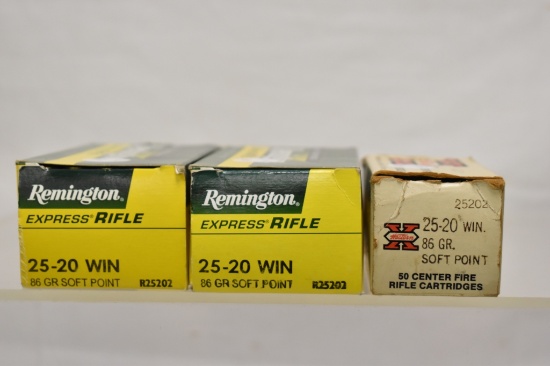 Remington
EXPRESS® RIFLE
25-20 WIN
86 GR SOFT POINT R25202
Remington
EXPRESS® RIFLE
25-20 WIN
86 GR SOFT POINT R25202
25202
X
25-20 WIN.
86 GR.
SOFT POINT
50 CENTER FIRE
RIFLE CARTRIDGES